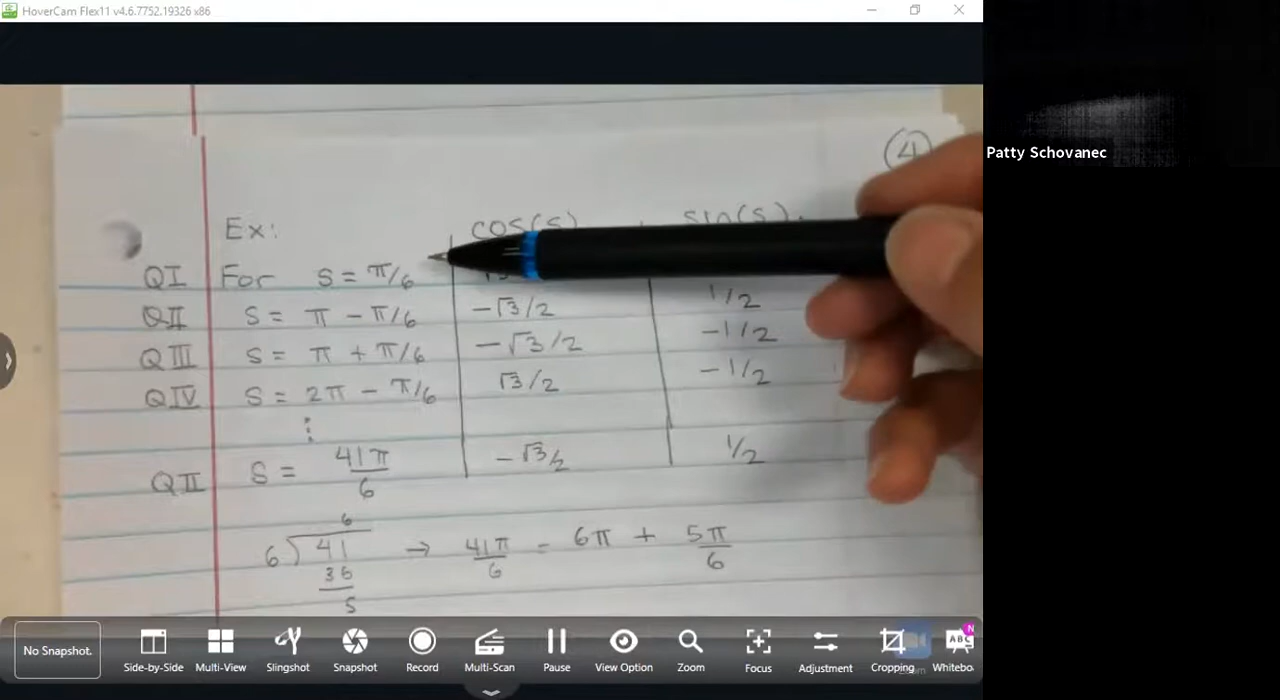 HoverCam Flex11 v4.6.7752.19326 x86
Patty Schovanec
4
Ex: cos(s) sin(s)
QI For s = π/6
QII s = π - π/6 -√3/2 1/2
QIII s = π + π/6 -√3/2 -1/2
QIV s = 2π - π/6 √3/2 -1/2
⋮
QII s = 41π/6 -√3/2 1/2
6
6)41 → 41π/6 = 6π + 5π/6
36
5
No Snapshot.
Side-by-Side Multi-View Slingshot Snapshot Record Multi-Scan Pause View Option Zoom Focus Adjustment Cropping Whiteboa
ABC
N